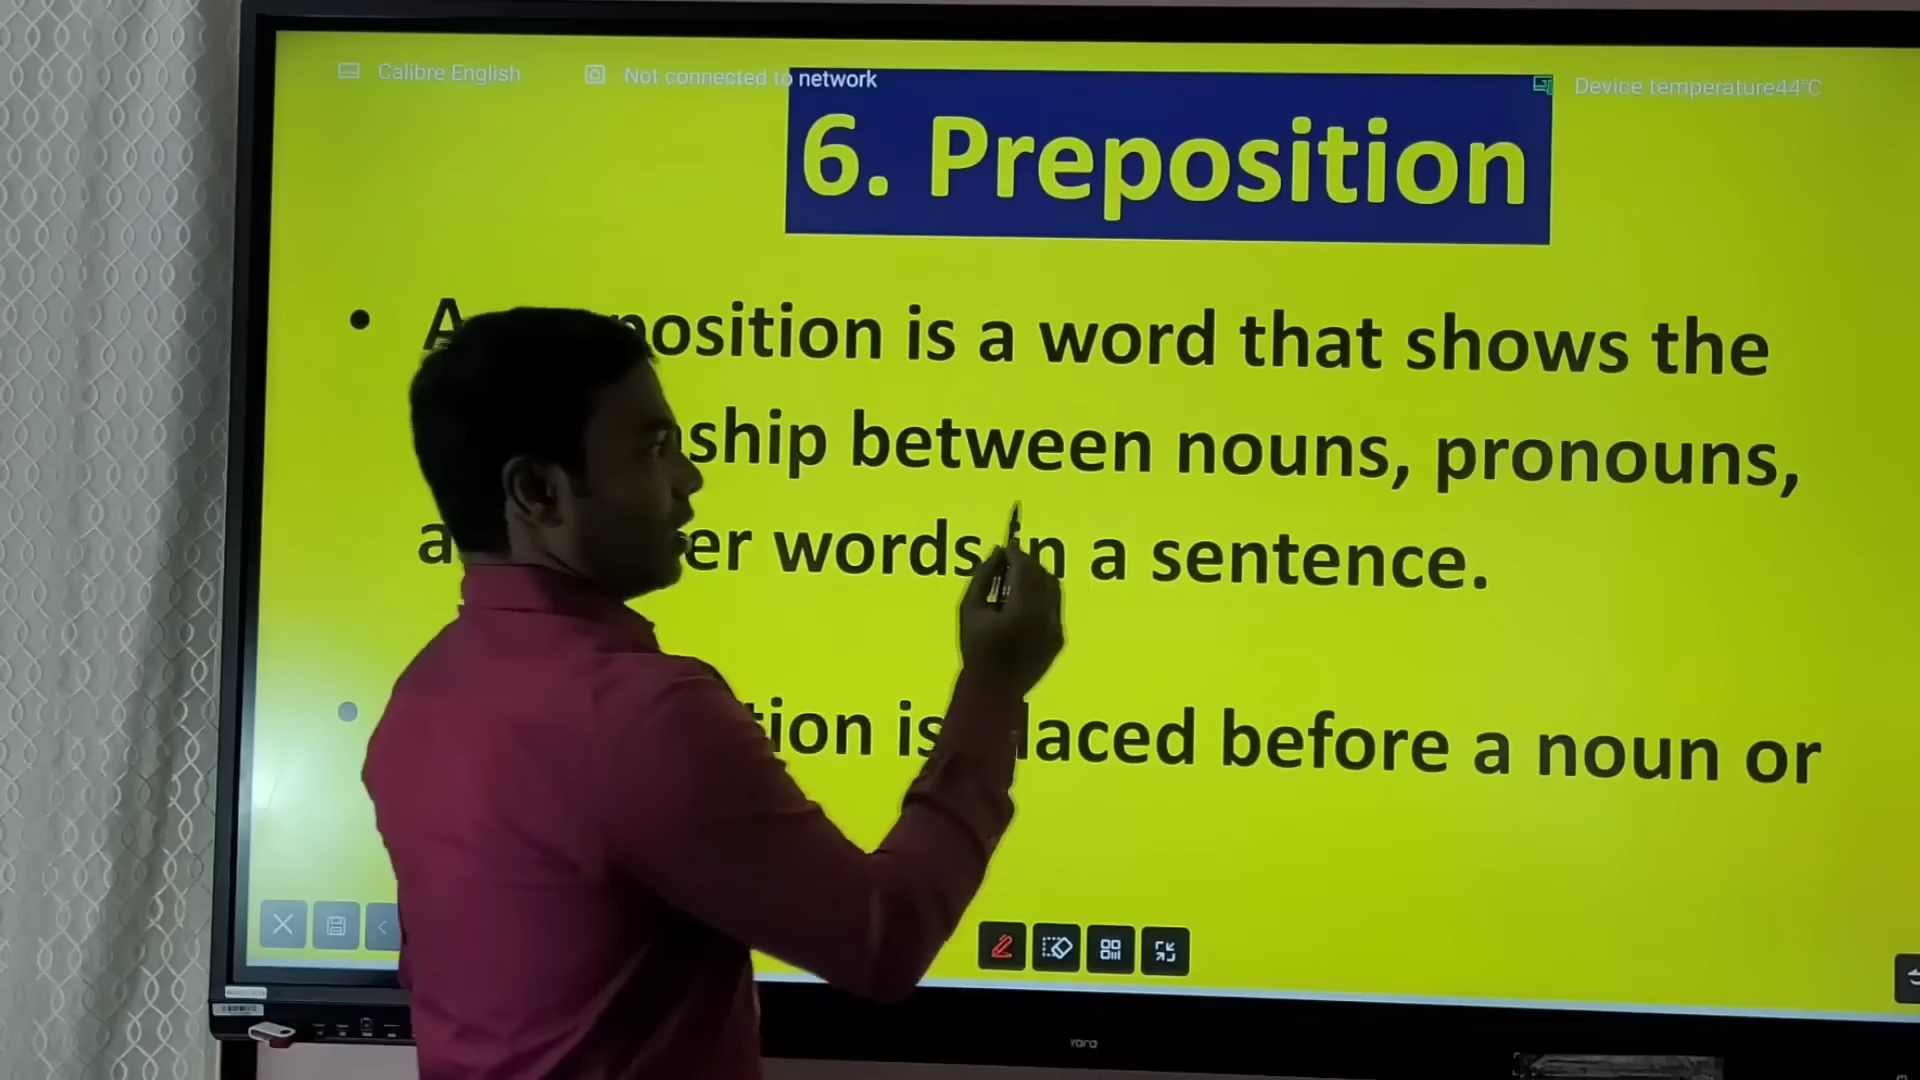 Calibre English
Not connected to network
Device temperature44°C
6. Preposition
• A position is a word that shows the
ship between nouns, pronouns,
er words in a sentence.
• tion is laced before a noun or